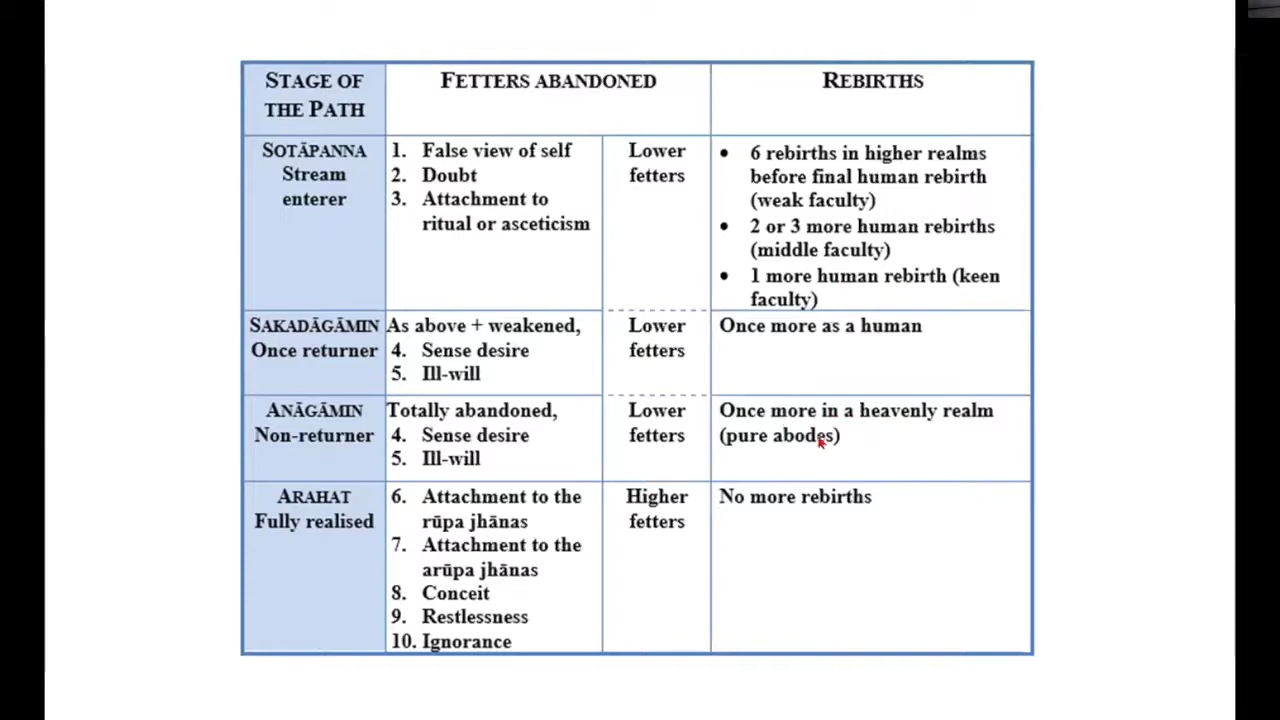 STAGE OF
THE PATH
FETTERS ABANDONED
REBIRTHS
SOTĀPANNA
Stream
enterer
1. False view of self
2. Doubt
3. Attachment to
ritual or asceticism
Lower
fetters
• 6 rebirths in higher realms
before final human rebirth
(weak faculty)
• 2 or 3 more human rebirths
(middle faculty)
• 1 more human rebirth (keen
faculty)
SAKADĀGĀMIN
Once returner
As above + weakened,
4. Sense desire
5. Ill-will
Lower
fetters
Once more as a human
ANĀGĀMIN
Non-returner
Totally abandoned,
4. Sense desire
5. Ill-will
Lower
fetters
Once more in a heavenly realm
(pure abodes)
ARAHAT
Fully realised
6. Attachment to the
rūpa jhānas
7. Attachment to the
arūpa jhānas
8. Conceit
9. Restlessness
10. Ignorance
Higher
fetters
No more rebirths